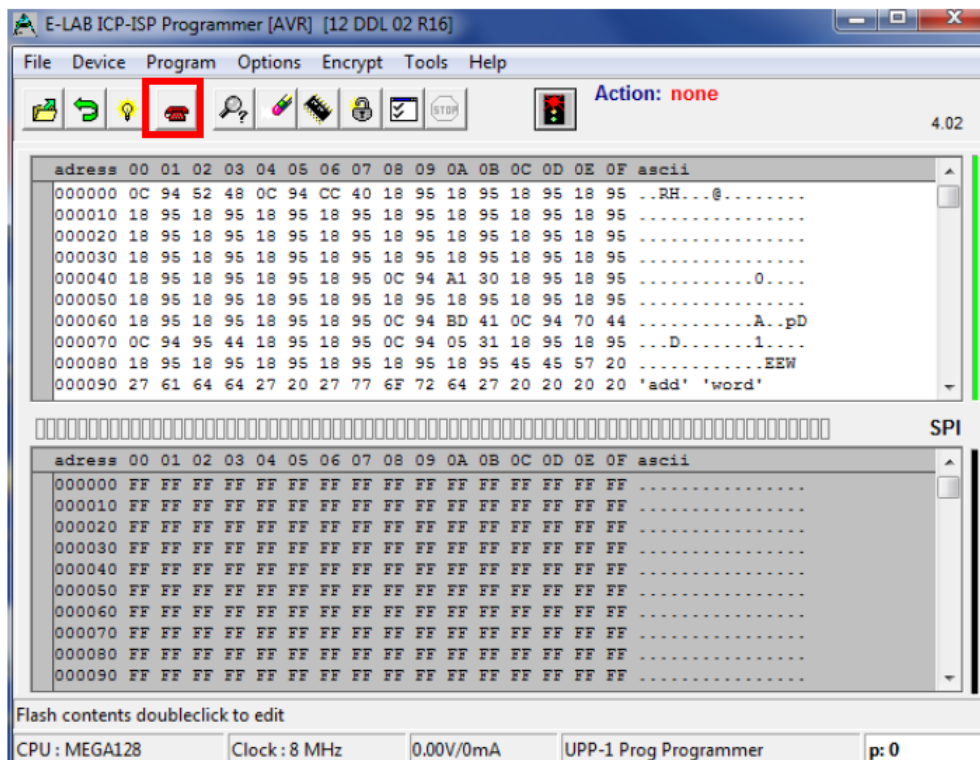 E-LAB ICP-ISP Programmer [AVR] [12 DDL 02 R16]
File Device Program Options Encrypt Tools Help
STOP
Action: none
4.02
adress 00 01 02 03 04 05 06 07 08 09 0A 0B 0C 0D 0E 0F ascii
000000 0C 94 52 48 0C 94 CC 40 18 95 18 95 18 95 18 95 ..RH...@........
000010 18 95 18 95 18 95 18 95 18 95 18 95 18 95 18 95 ................
000020 18 95 18 95 18 95 18 95 18 95 18 95 18 95 18 95 ................
000030 18 95 18 95 18 95 18 95 18 95 18 95 18 95 18 95 ................
000040 18 95 18 95 18 95 18 95 0C 94 A1 30 18 95 18 95 ...........0....
000050 18 95 18 95 18 95 18 95 18 95 18 95 18 95 18 95 ................
000060 18 95 18 95 18 95 18 95 0C 94 BD 41 0C 94 70 44 ...........A..pD
000070 0C 94 95 44 18 95 18 95 0C 94 05 31 18 95 18 95 ...D.......1....
000080 18 95 18 95 18 95 18 95 18 95 18 95 45 45 57 20 ............EEW
000090 27 61 64 64 27 20 27 77 6F 72 64 27 20 20 20 20 'add' 'word'
SPI
adress 00 01 02 03 04 05 06 07 08 09 0A 0B 0C 0D 0E 0F ascii
000000 FF FF FF FF FF FF FF FF FF FF FF FF FF FF FF FF ................
000010 FF FF FF FF FF FF FF FF FF FF FF FF FF FF FF FF ................
000020 FF FF FF FF FF FF FF FF FF FF FF FF FF FF FF FF ................
000030 FF FF FF FF FF FF FF FF FF FF FF FF FF FF FF FF ................
000040 FF FF FF FF FF FF FF FF FF FF FF FF FF FF FF FF ................
000050 FF FF FF FF FF FF FF FF FF FF FF FF FF FF FF FF ................
000060 FF FF FF FF FF FF FF FF FF FF FF FF FF FF FF FF ................
000070 FF FF FF FF FF FF FF FF FF FF FF FF FF FF FF FF ................
000080 FF FF FF FF FF FF FF FF FF FF FF FF FF FF FF FF ................
000090 FF FF FF FF FF FF FF FF FF FF FF FF FF FF FF FF ................
Flash contents doubleclick to edit
CPU : MEGA128 Clock : 8 MHz 0.00V/0mA UPP-1 Prog Programmer p: 0